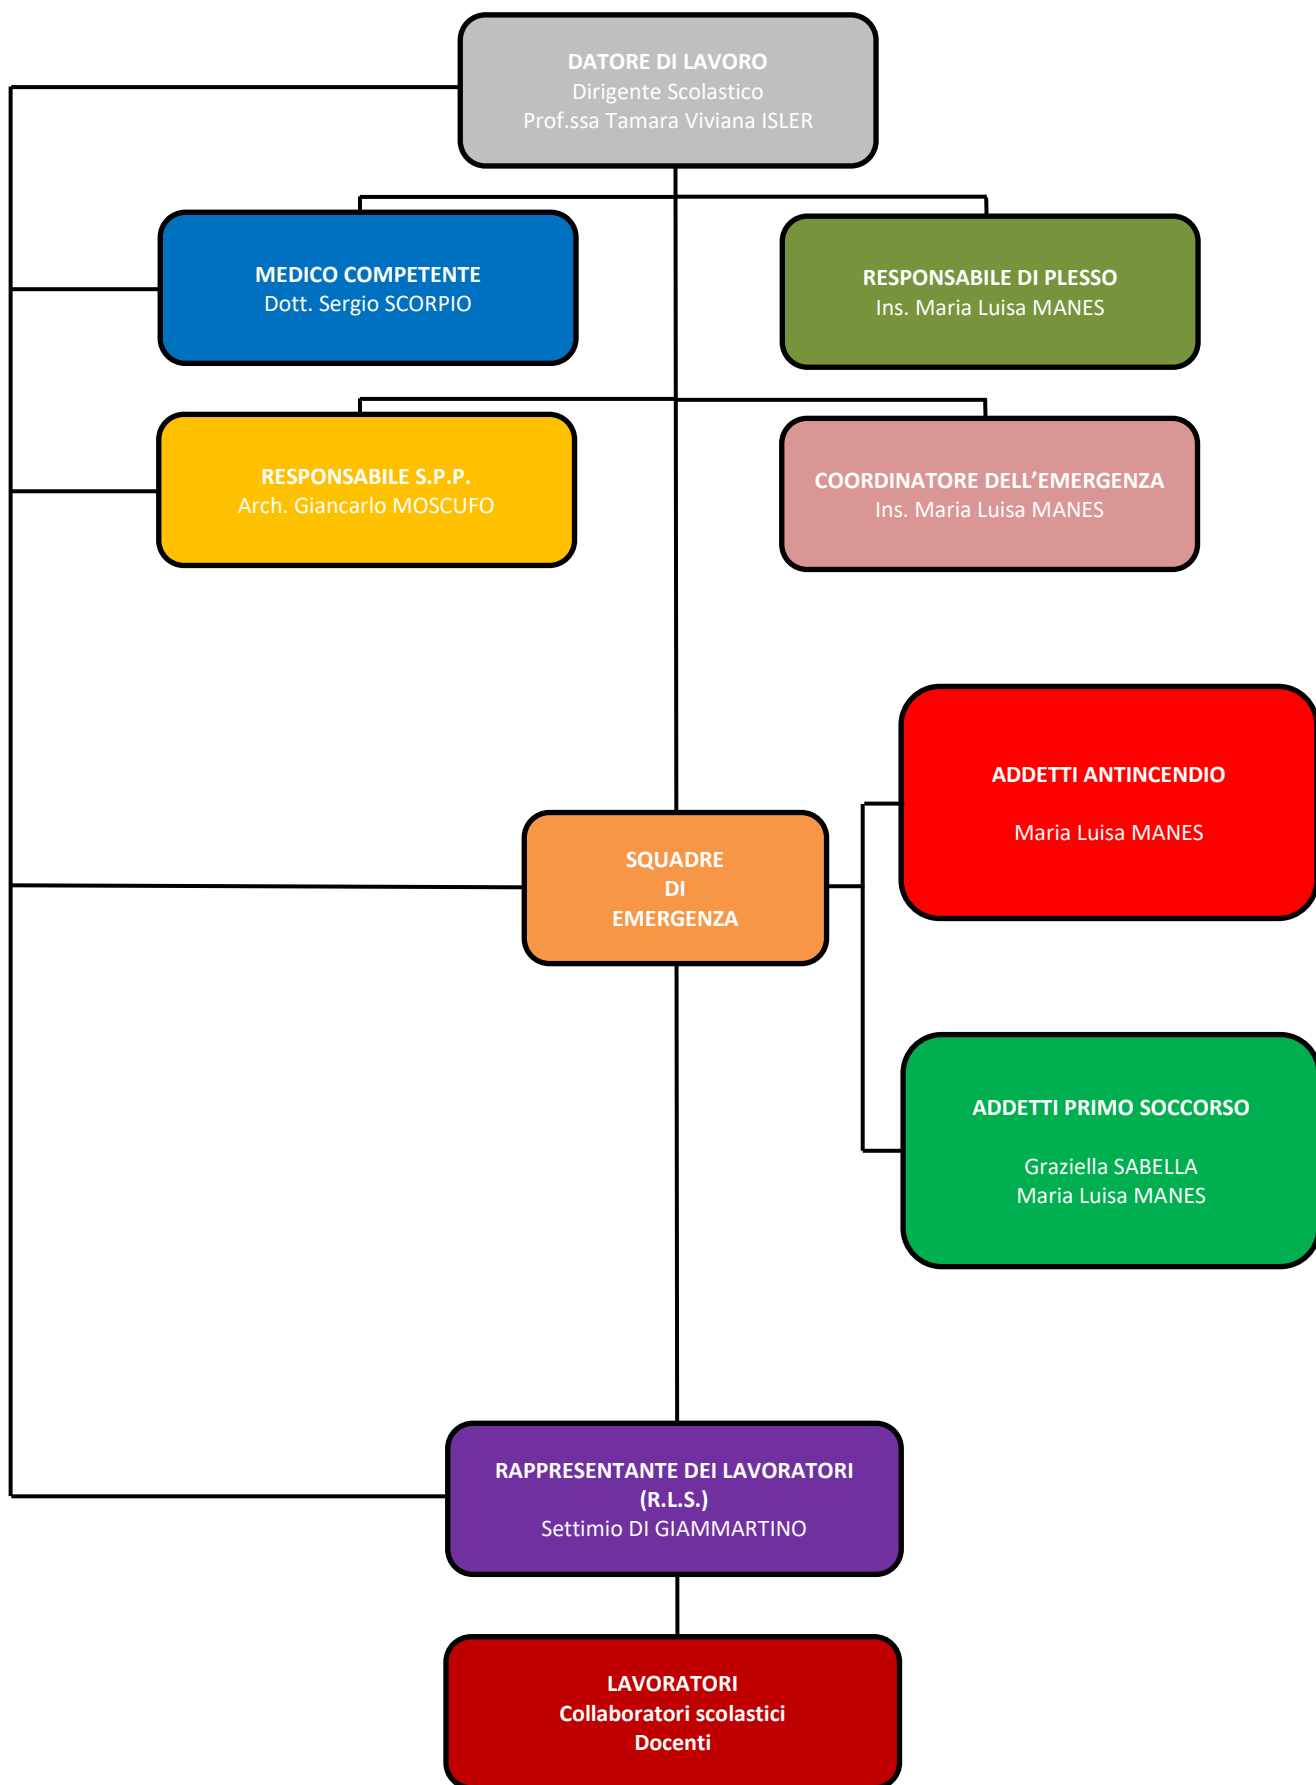 DATORE DI LAVORO
Dirigente Scolastico
Prof.ssa Tamara Viviana ISLER
MEDICO COMPETENTE
Dott. Sergio SCORPIO
RESPONSABILE DI PLESSO
Ins. Maria Luisa MANES
RESPONSABILE S.P.P.
Arch. Giancarlo MOSCUFO
COORDINATORE DELL’EMERGENZA
Ins. Maria Luisa MANES
ADDETTI ANTINCENDIO
Maria Luisa MANES
SQUADRE
DI
EMERGENZA
ADDETTI PRIMO SOCCORSO
Graziella SABELLA
Maria Luisa MANES
RAPPRESENTANTE DEI LAVORATORI
(R.L.S.)
Settimio DI GIAMMARTINO
LAVORATORI
Collaboratori scolastici
Docenti